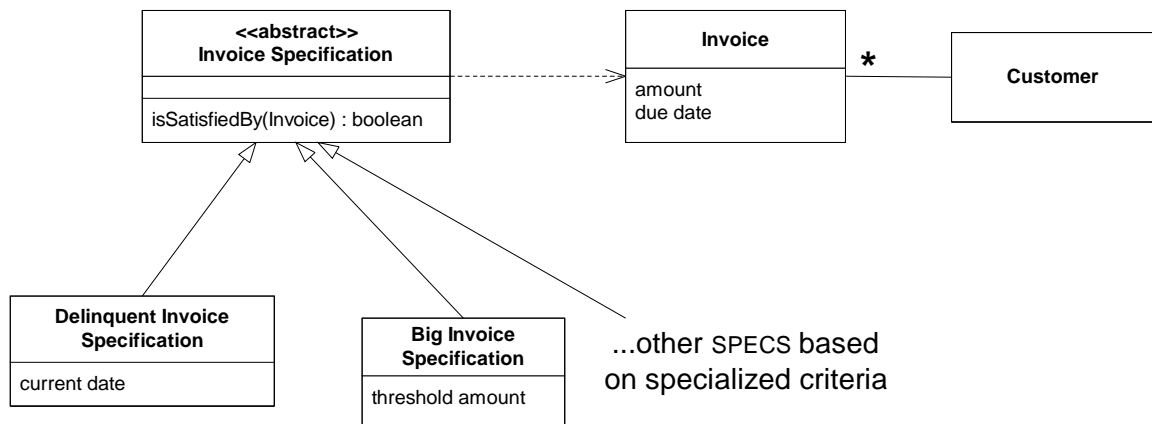 <<abstract>>
Invoice Specification
isSatisfiedBy(Invoice) : boolean
Invoice
amount
due date
*
Customer
Delinquent Invoice
Specification
current date
Big Invoice
Specification
threshold amount
...other SPECS based
on specialized criteria